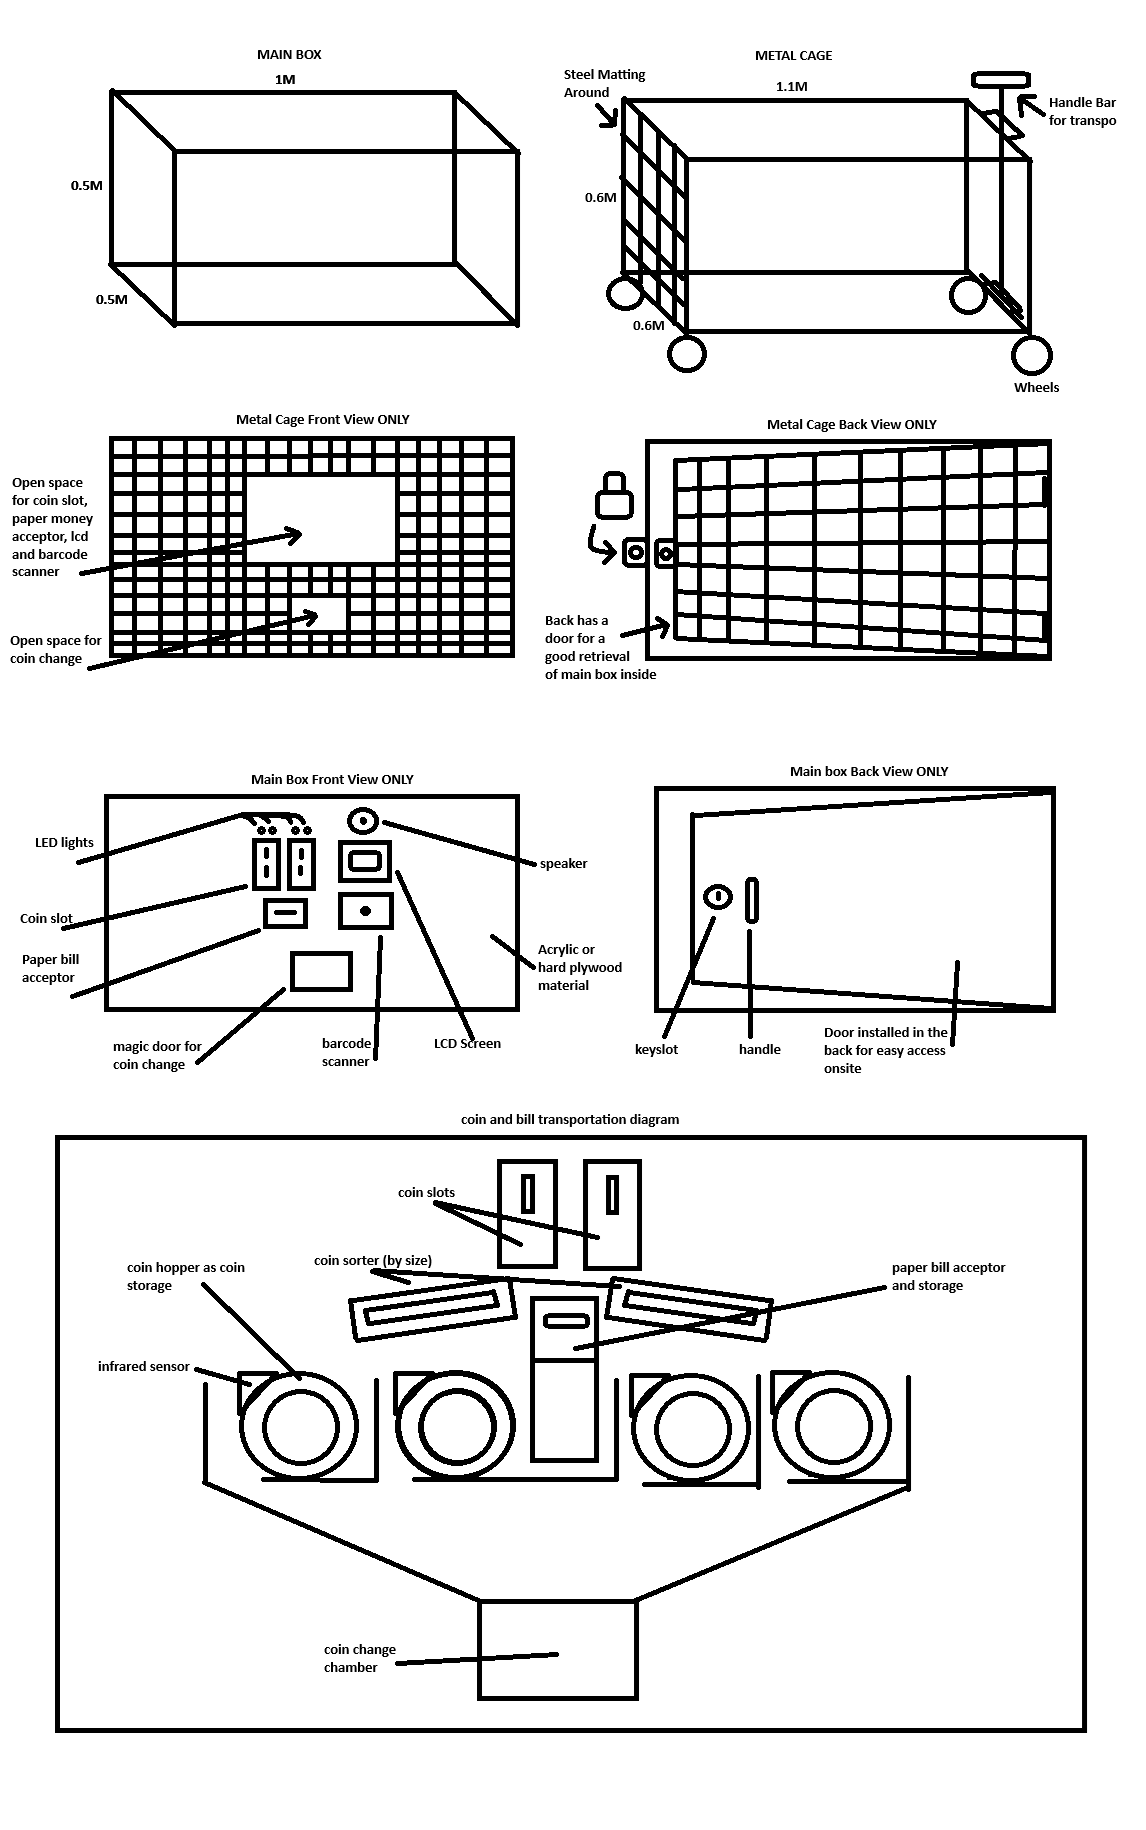 MAIN BOX
1M
0.5M
0.5M
METAL CAGE
1.1M
Steel Matting
Around
Handle Bar
for transpo
0.6M
0.6M
Wheels
Metal Cage Front View ONLY
Open space
for coin slot,
paper money
acceptor, lcd
and barcode
scanner
Open space for
coin change
Metal Cage Back View ONLY
Back has a
door for a
good retrieval
of main box inside
Main Box Front View ONLY
LED lights
speaker
Coin slot
Paper bill
acceptor
Acrylic or
hard plywood
material
magic door for
coin change
barcode
scanner
LCD Screen
Main box Back View ONLY
keyslot
handle
Door installed in the
back for easy access
onsite
coin and bill transportation diagram
coin slots
coin sorter (by size)
coin hopper as coin
storage
paper bill acceptor
and storage
infrared sensor
coin change
chamber